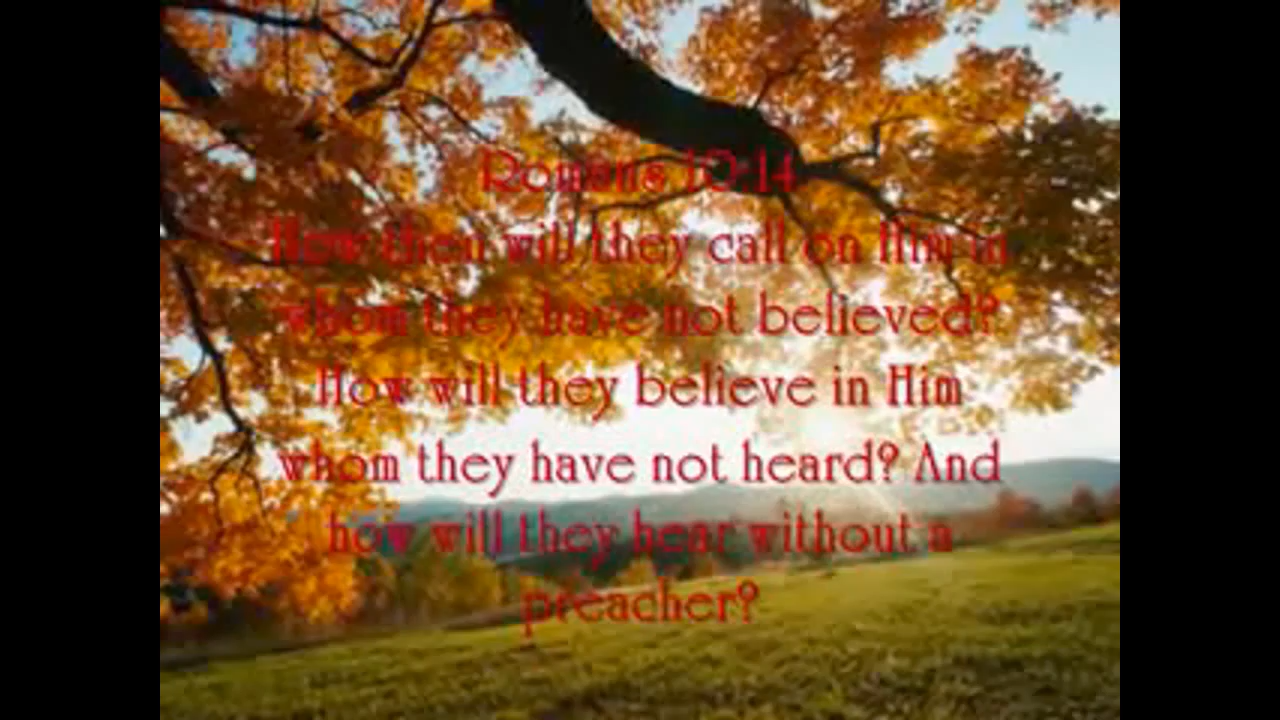 Romans 10:14
How then will they call on Him in
whom they have not believed?
How will they believe in Him
whom they have not heard? And
how will they hear without a
preacher?